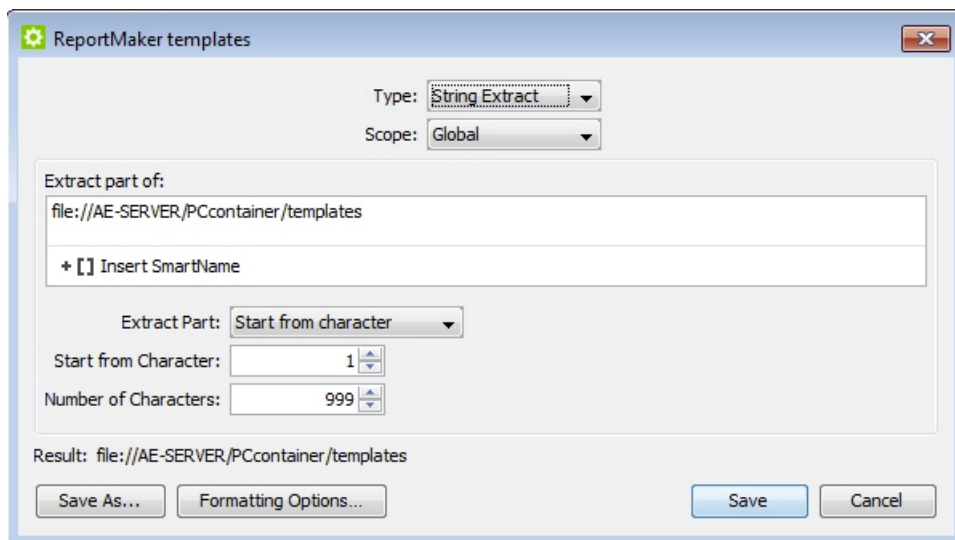 ReportMaker templates
Type: String Extract
Scope: Global
Extract part of:
file://AE-SERVER/PCcontainer/templates
+ [] Insert SmartName
Extract Part: Start from character
Start from Character: 1
Number of Characters: 999
Result: file://AE-SERVER/PCcontainer/templates
Save As... Formatting Options... Save Cancel